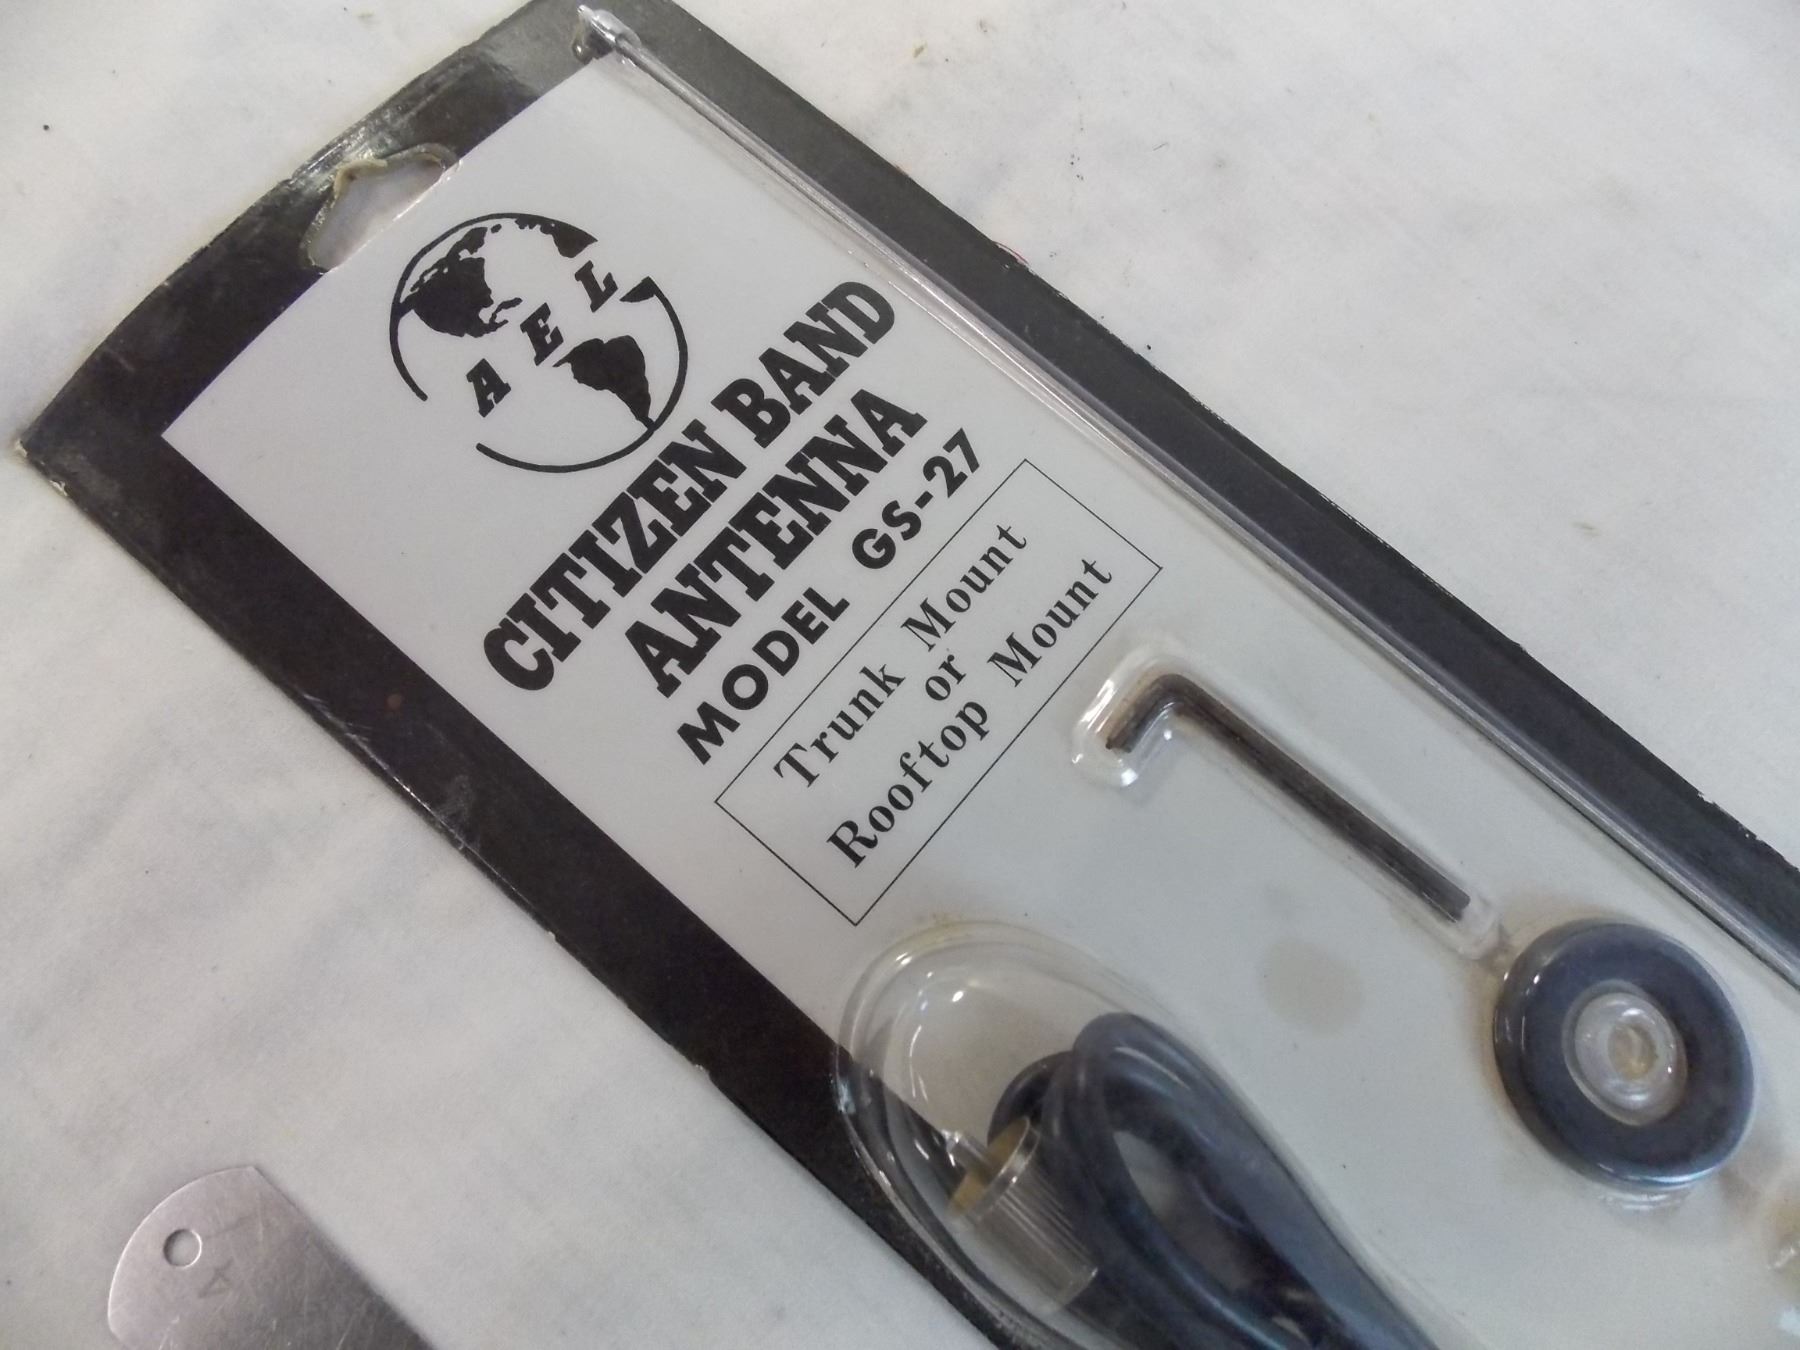 AEL
CITIZEN BAND
ANTENNA
MODEL GS-27
Trunk Mount
or
Rooftop Mount